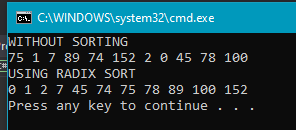 C:\WINDOWS\system32\cmd.exe
WITHOUT SORTING
75 1 7 89 74 152 2 0 45 78 100
USING RADIX SORT
0 1 2 7 45 74 75 78 89 100 152
Press any key to continue . . .